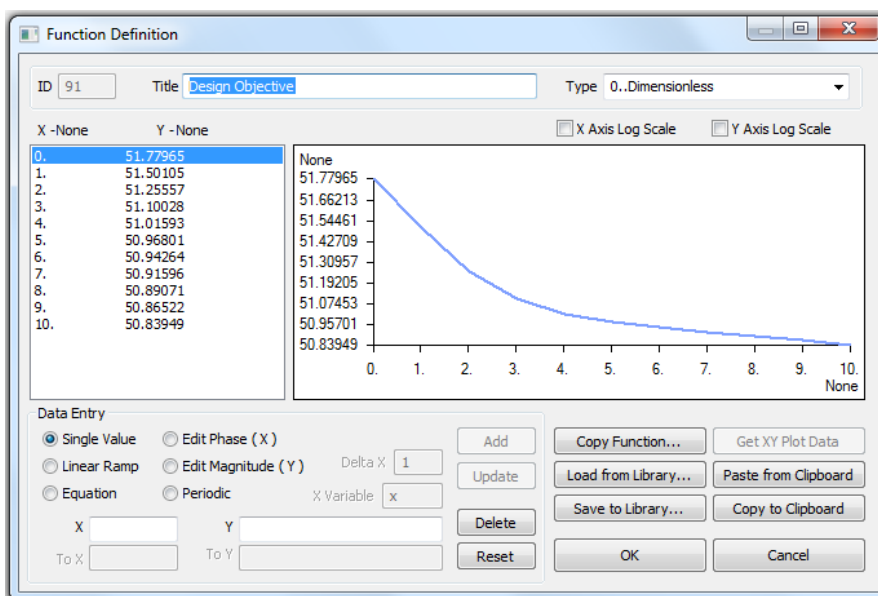 Function Definition
ID 91 Title Design Objective Type 0..Dimensionless
X -None Y -None X Axis Log Scale Y Axis Log Scale
0. 51.77965
1. 51.50105
2. 51.25557
3. 51.10028
4. 51.01593
5. 50.96801
6. 50.94264
7. 50.91596
8. 50.89071
9. 50.86522
10. 50.83949
None
51.77965
51.66213
51.54461
51.42709
51.30957
51.19205
51.07453
50.95701
50.83949
0. 1. 2. 3. 4. 5. 6. 7. 8. 9. 10.
None
Data Entry
Single Value Edit Phase ( X ) Add
Linear Ramp Edit Magnitude ( Y ) Delta X 1 Update
Equation Periodic X Variable x
X Y Delete
To X To Y Reset
Copy Function... Get XY Plot Data
Load from Library... Paste from Clipboard
Save to Library... Copy to Clipboard
OK Cancel